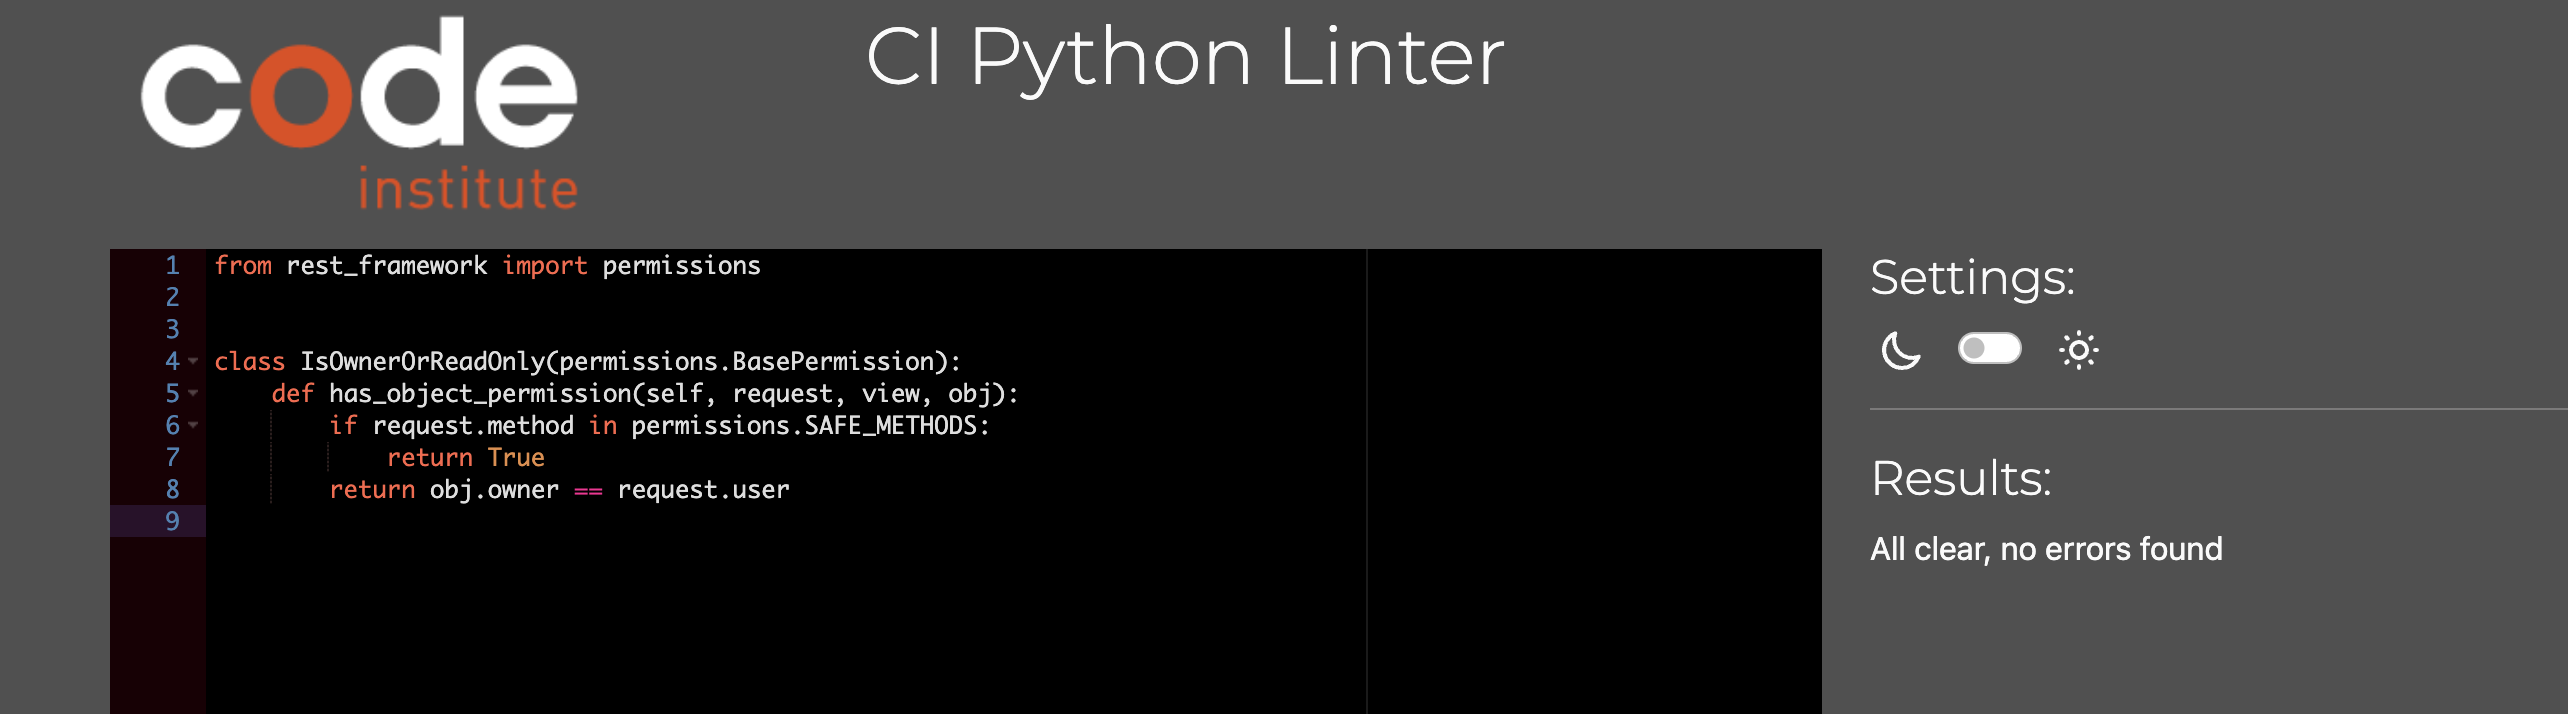 code
institute
CI Python Linter
1 from rest_framework import permissions
2
3
4 class IsOwnerOrReadOnly(permissions.BasePermission):
5     def has_object_permission(self, request, view, obj):
6         if request.method in permissions.SAFE_METHODS:
7             return True
8         return obj.owner == request.user
9
Settings:
Results:
All clear, no errors found